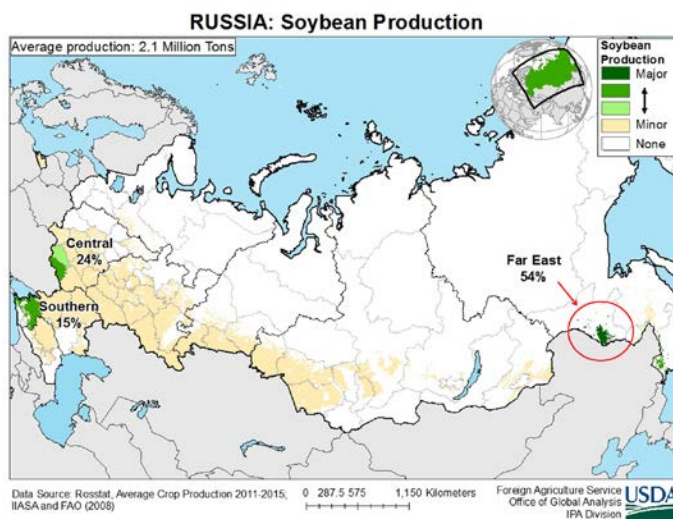 RUSSIA: Soybean Production
Average production: 2.1 Million Tons
Soybean
Production
Major
Minor
None
Central
24%
Southern
15%
Far East
54%
Data Source: Rosstat, Average Crop Production 2011-2015;
IIASA and FAO (2008)
0 287.5 575 1,150 Kilometers
Foreign Agriculture Service
Office of Global Analysis
IPA Division
USDA